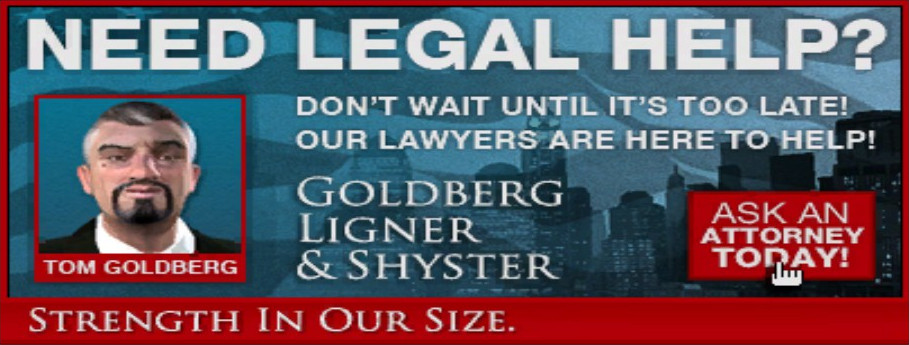 NEED LEGAL HELP?
DON'T WAIT UNTIL IT'S TOO LATE!
OUR LAWYERS ARE HERE TO HELP!
GOLDBERG
LIGNER
& SHYSTER
TOM GOLDBERG
ASK AN
ATTORNEY
TODAY!
STRENGTH IN OUR SIZE.